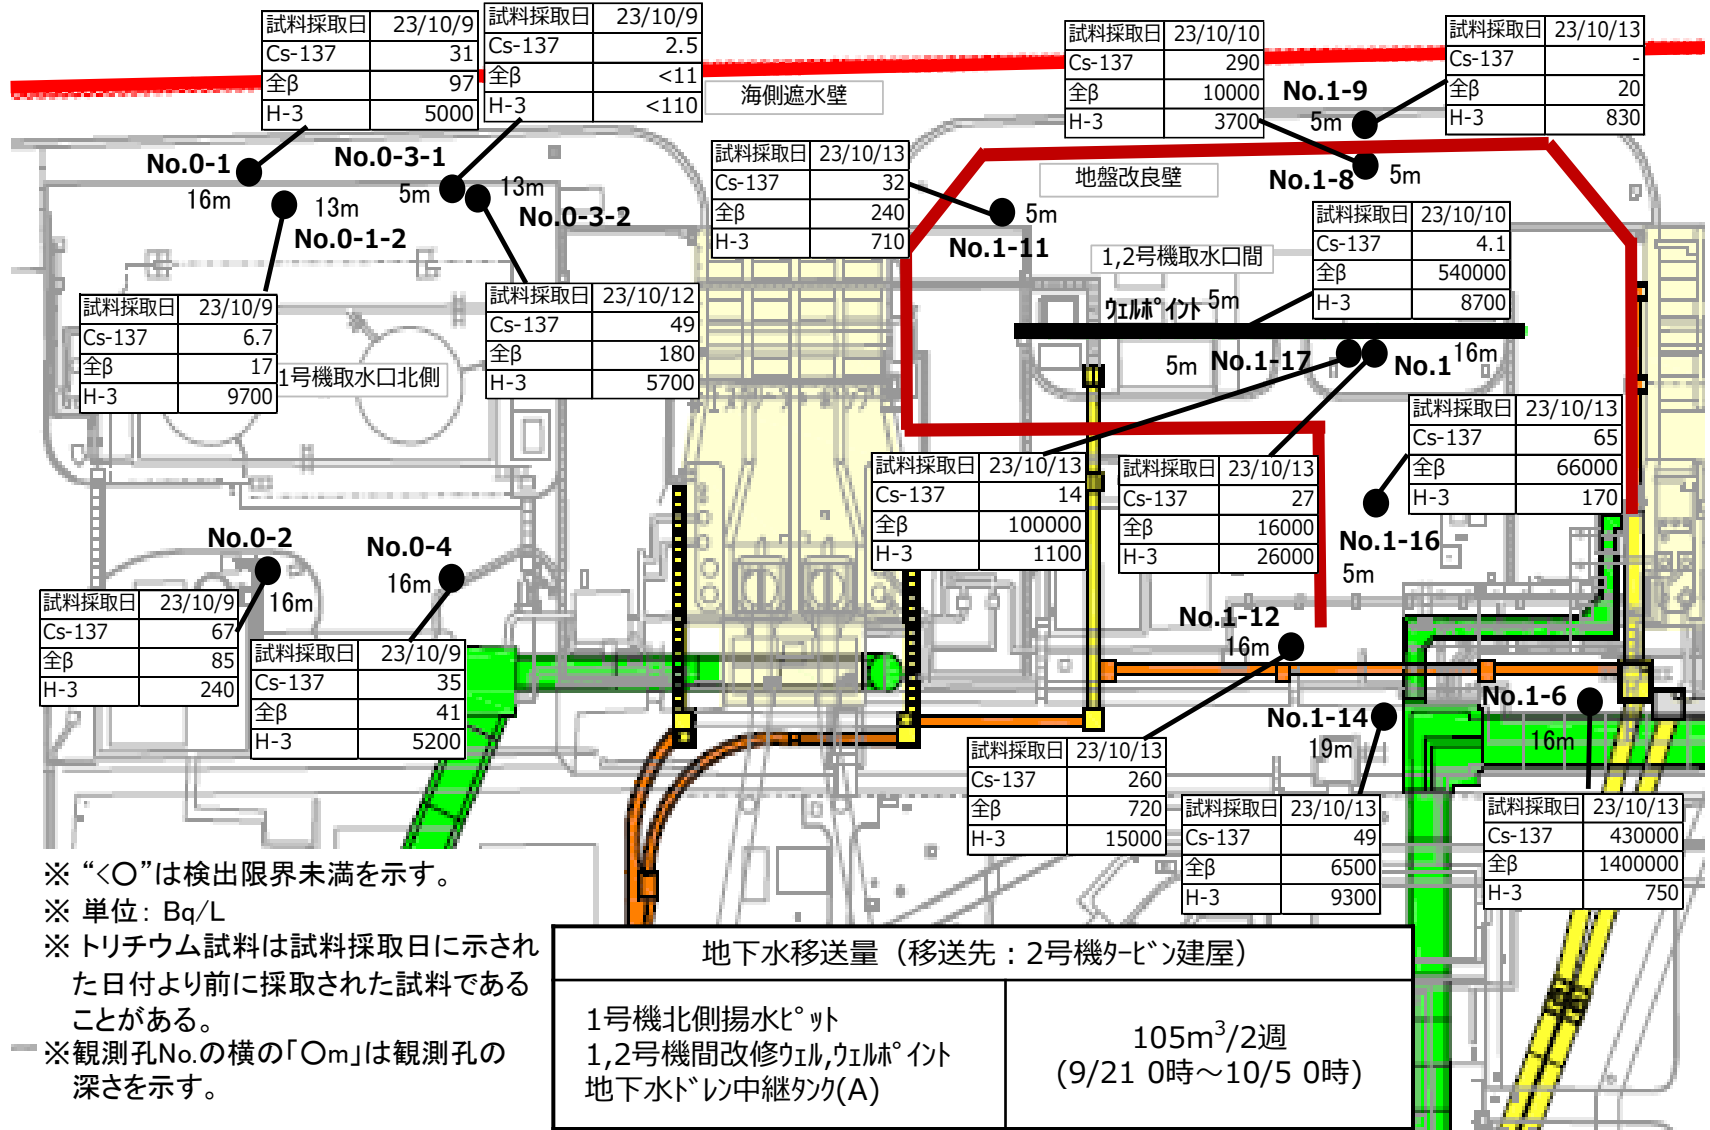 試料採取日 23/10/9
Cs-137 31
全β 97
H-3 5000
試料採取日 23/10/9
Cs-137 2.5
全β <11
H-3 <110
海側遮水壁
試料採取日 23/10/10
Cs-137 290
全β 10000
H-3 3700
試料採取日 23/10/13
Cs-137 -
全β 20
H-3 830
No.1-9
5m
No.0-1
16m
No.0-3-1
5m
13m
No.0-3-2
13m
No.0-1-2
試料採取日 23/10/13
Cs-137 32
全β 240
H-3 710
5m
No.1-11
地盤改良壁
No.1-8
5m
1,2号機取水口間
試料採取日 23/10/10
Cs-137 4.1
全β 540000
H-3 8700
ｳｪﾙﾎﾟｲﾝﾄ 5m
試料採取日 23/10/9
Cs-137 6.7
全β 17
H-3 9700
1号機取水口北側
試料採取日 23/10/12
Cs-137 49
全β 180
H-3 5700
5m No.1-17
No.1 16m
試料採取日 23/10/13
Cs-137 65
全β 66000
H-3 170
No.1-16
5m
試料採取日 23/10/13
Cs-137 14
全β 100000
H-3 1100
試料採取日 23/10/13
Cs-137 27
全β 16000
H-3 26000
No.0-2
16m
No.0-4
16m
試料採取日 23/10/9
Cs-137 67
全β 85
H-3 240
試料採取日 23/10/9
Cs-137 35
全β 41
H-3 5200
No.1-12
16m
No.1-14
19m
No.1-6
16m
試料採取日 23/10/13
Cs-137 260
全β 720
H-3 15000
試料採取日 23/10/13
Cs-137 49
全β 6500
H-3 9300
試料採取日 23/10/13
Cs-137 430000
全β 1400000
H-3 750
※ “<〇”は検出限界未満を示す。
※ 単位: Bq/L
※ トリチウム試料は試料採取日に示され
た日付より前に採取された試料である
ことがある。
※観測孔No.の横の「〇m」は観測孔の
深さを示す。
地下水移送量（移送先：2号機ﾀｰﾋﾞﾝ建屋）
1号機北側揚水ﾋﾟｯﾄ
1,2号機間改修ｳｪﾙ,ｳｪﾙﾎﾟｲﾝﾄ
地下水ﾄﾞﾚﾝ中継ﾀﾝｸ(A)
105m³/2週
(9/21 0時～10/5 0時)